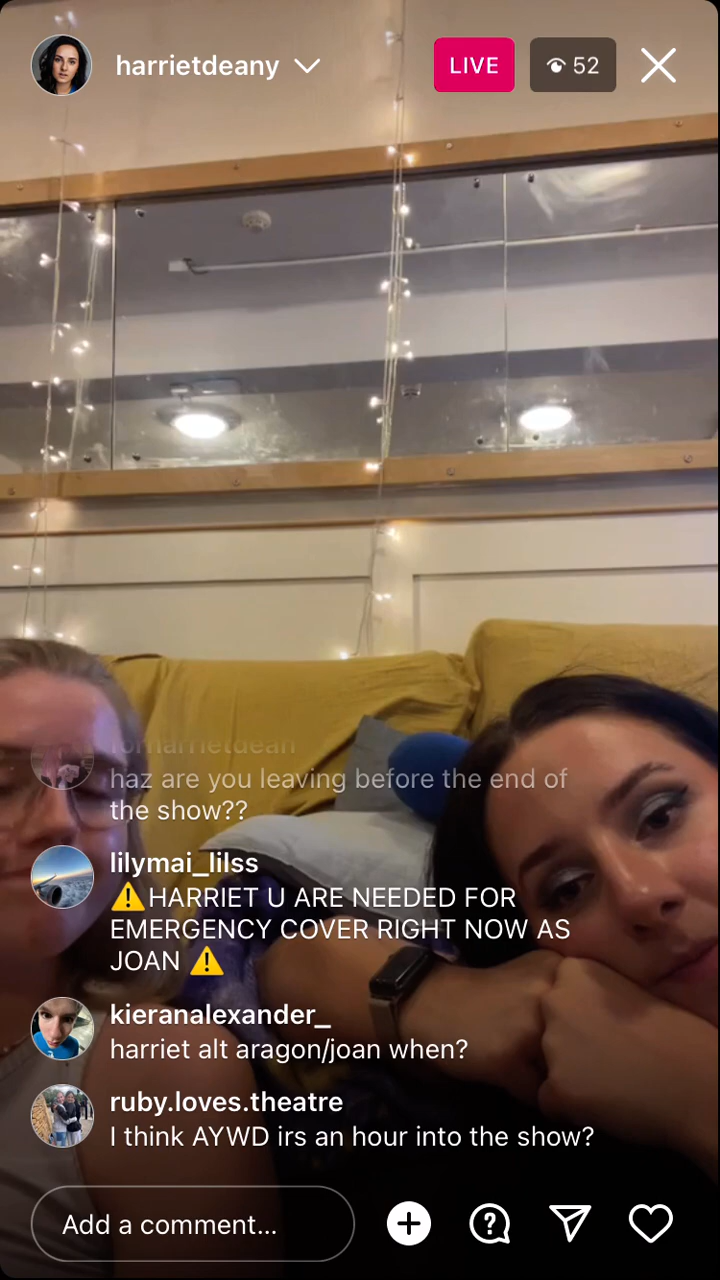 harrietdeany
LIVE
52
forharrietdean
haz are you leaving before the end of
the show??
lilymai_lilss
⚠️HARRIET U ARE NEEDED FOR
EMERGENCY COVER RIGHT NOW AS
JOAN ⚠️
kieranalexander_
harriet alt aragon/joan when?
ruby.loves.theatre
I think AYWD irs an hour into the show?
Add a comment...